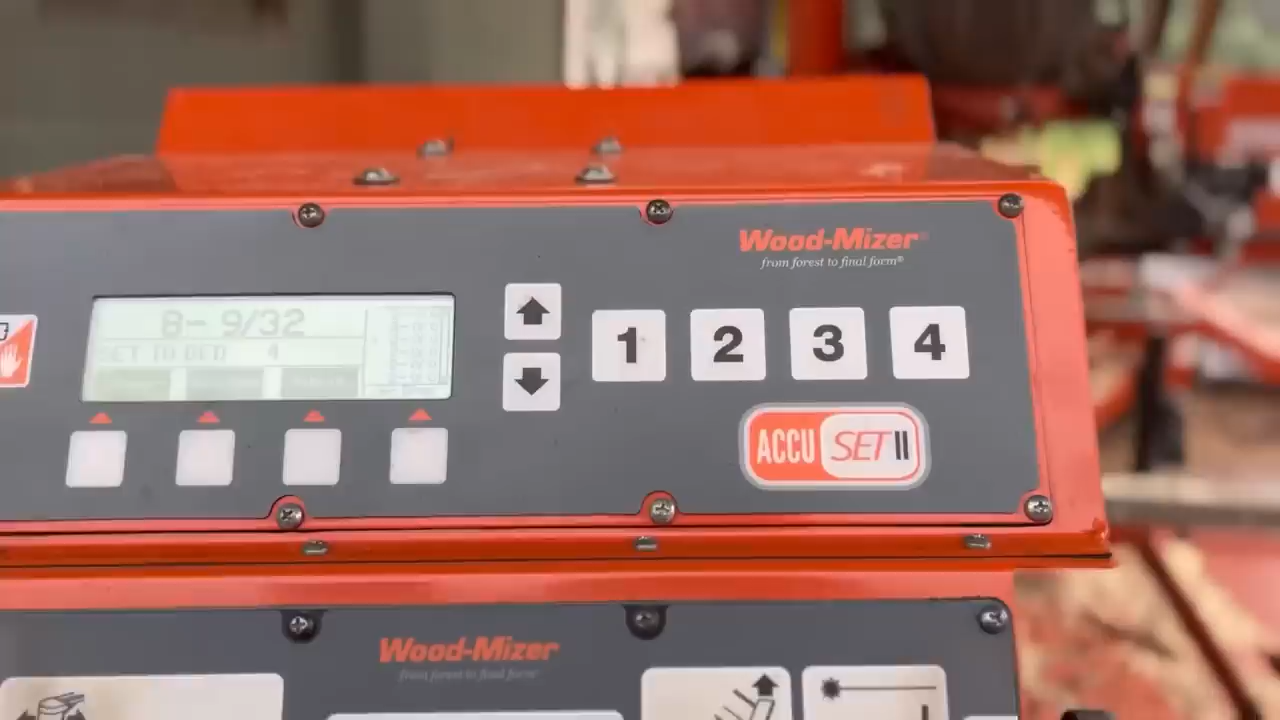 Wood-Mizer®
from forest to final form®
8- 9/32
SET TO BED 4
1 2 3 4
ACCU SET II
Wood-Mizer
from forest to final form®